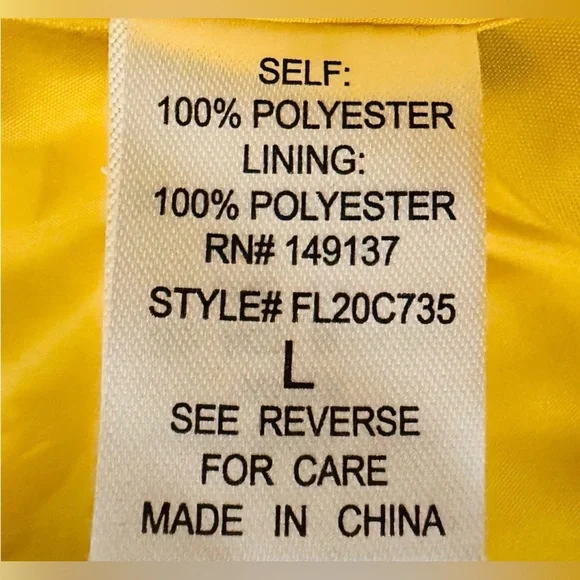 SELF:
100% POLYESTER
LINING:
100% POLYESTER
RN# 149137
STYLE# FL20C735
L
SEE REVERSE
FOR CARE
MADE IN CHINA